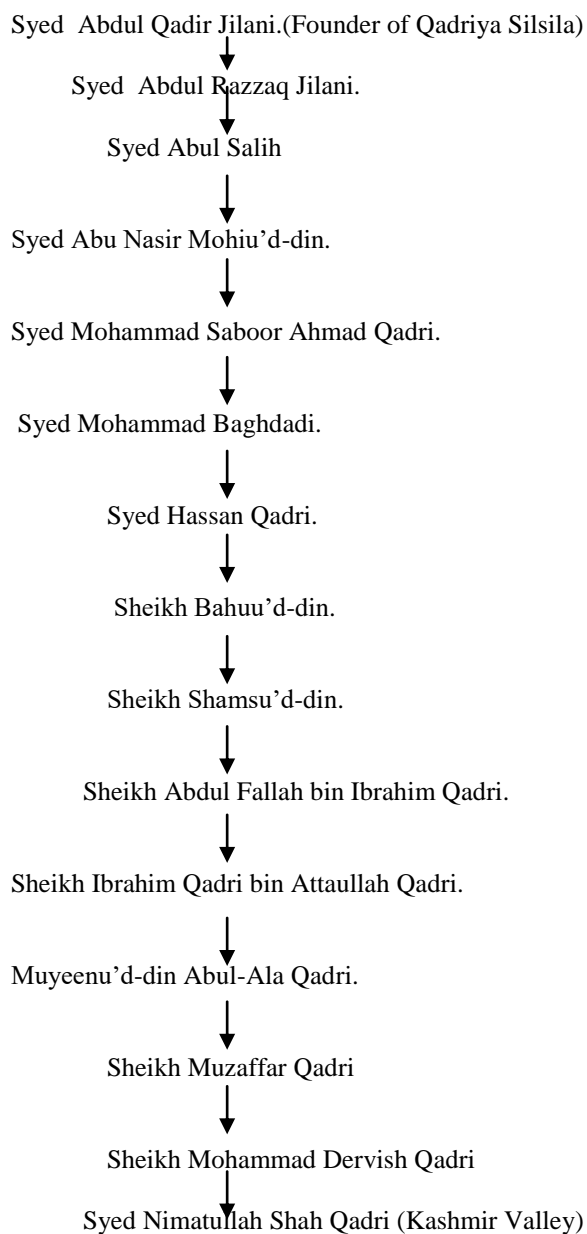 Syed Abdul Qadir Jilani.(Founder of Qadriya Silsila)
Syed Abdul Razzaq Jilani.
Syed Abul Salih
Syed Abu Nasir Mohiu’d-din.
Syed Mohammad Saboor Ahmad Qadri.
Syed Mohammad Baghdadi.
Syed Hassan Qadri.
Sheikh Bahuu’d-din.
Sheikh Shamsu’d-din.
Sheikh Abdul Fallah bin Ibrahim Qadri.
Sheikh Ibrahim Qadri bin Attaullah Qadri.
Muyeenu’d-din Abul-Ala Qadri.
Sheikh Muzaffar Qadri
Sheikh Mohammad Dervish Qadri
Syed Nimatullah Shah Qadri (Kashmir Valley)